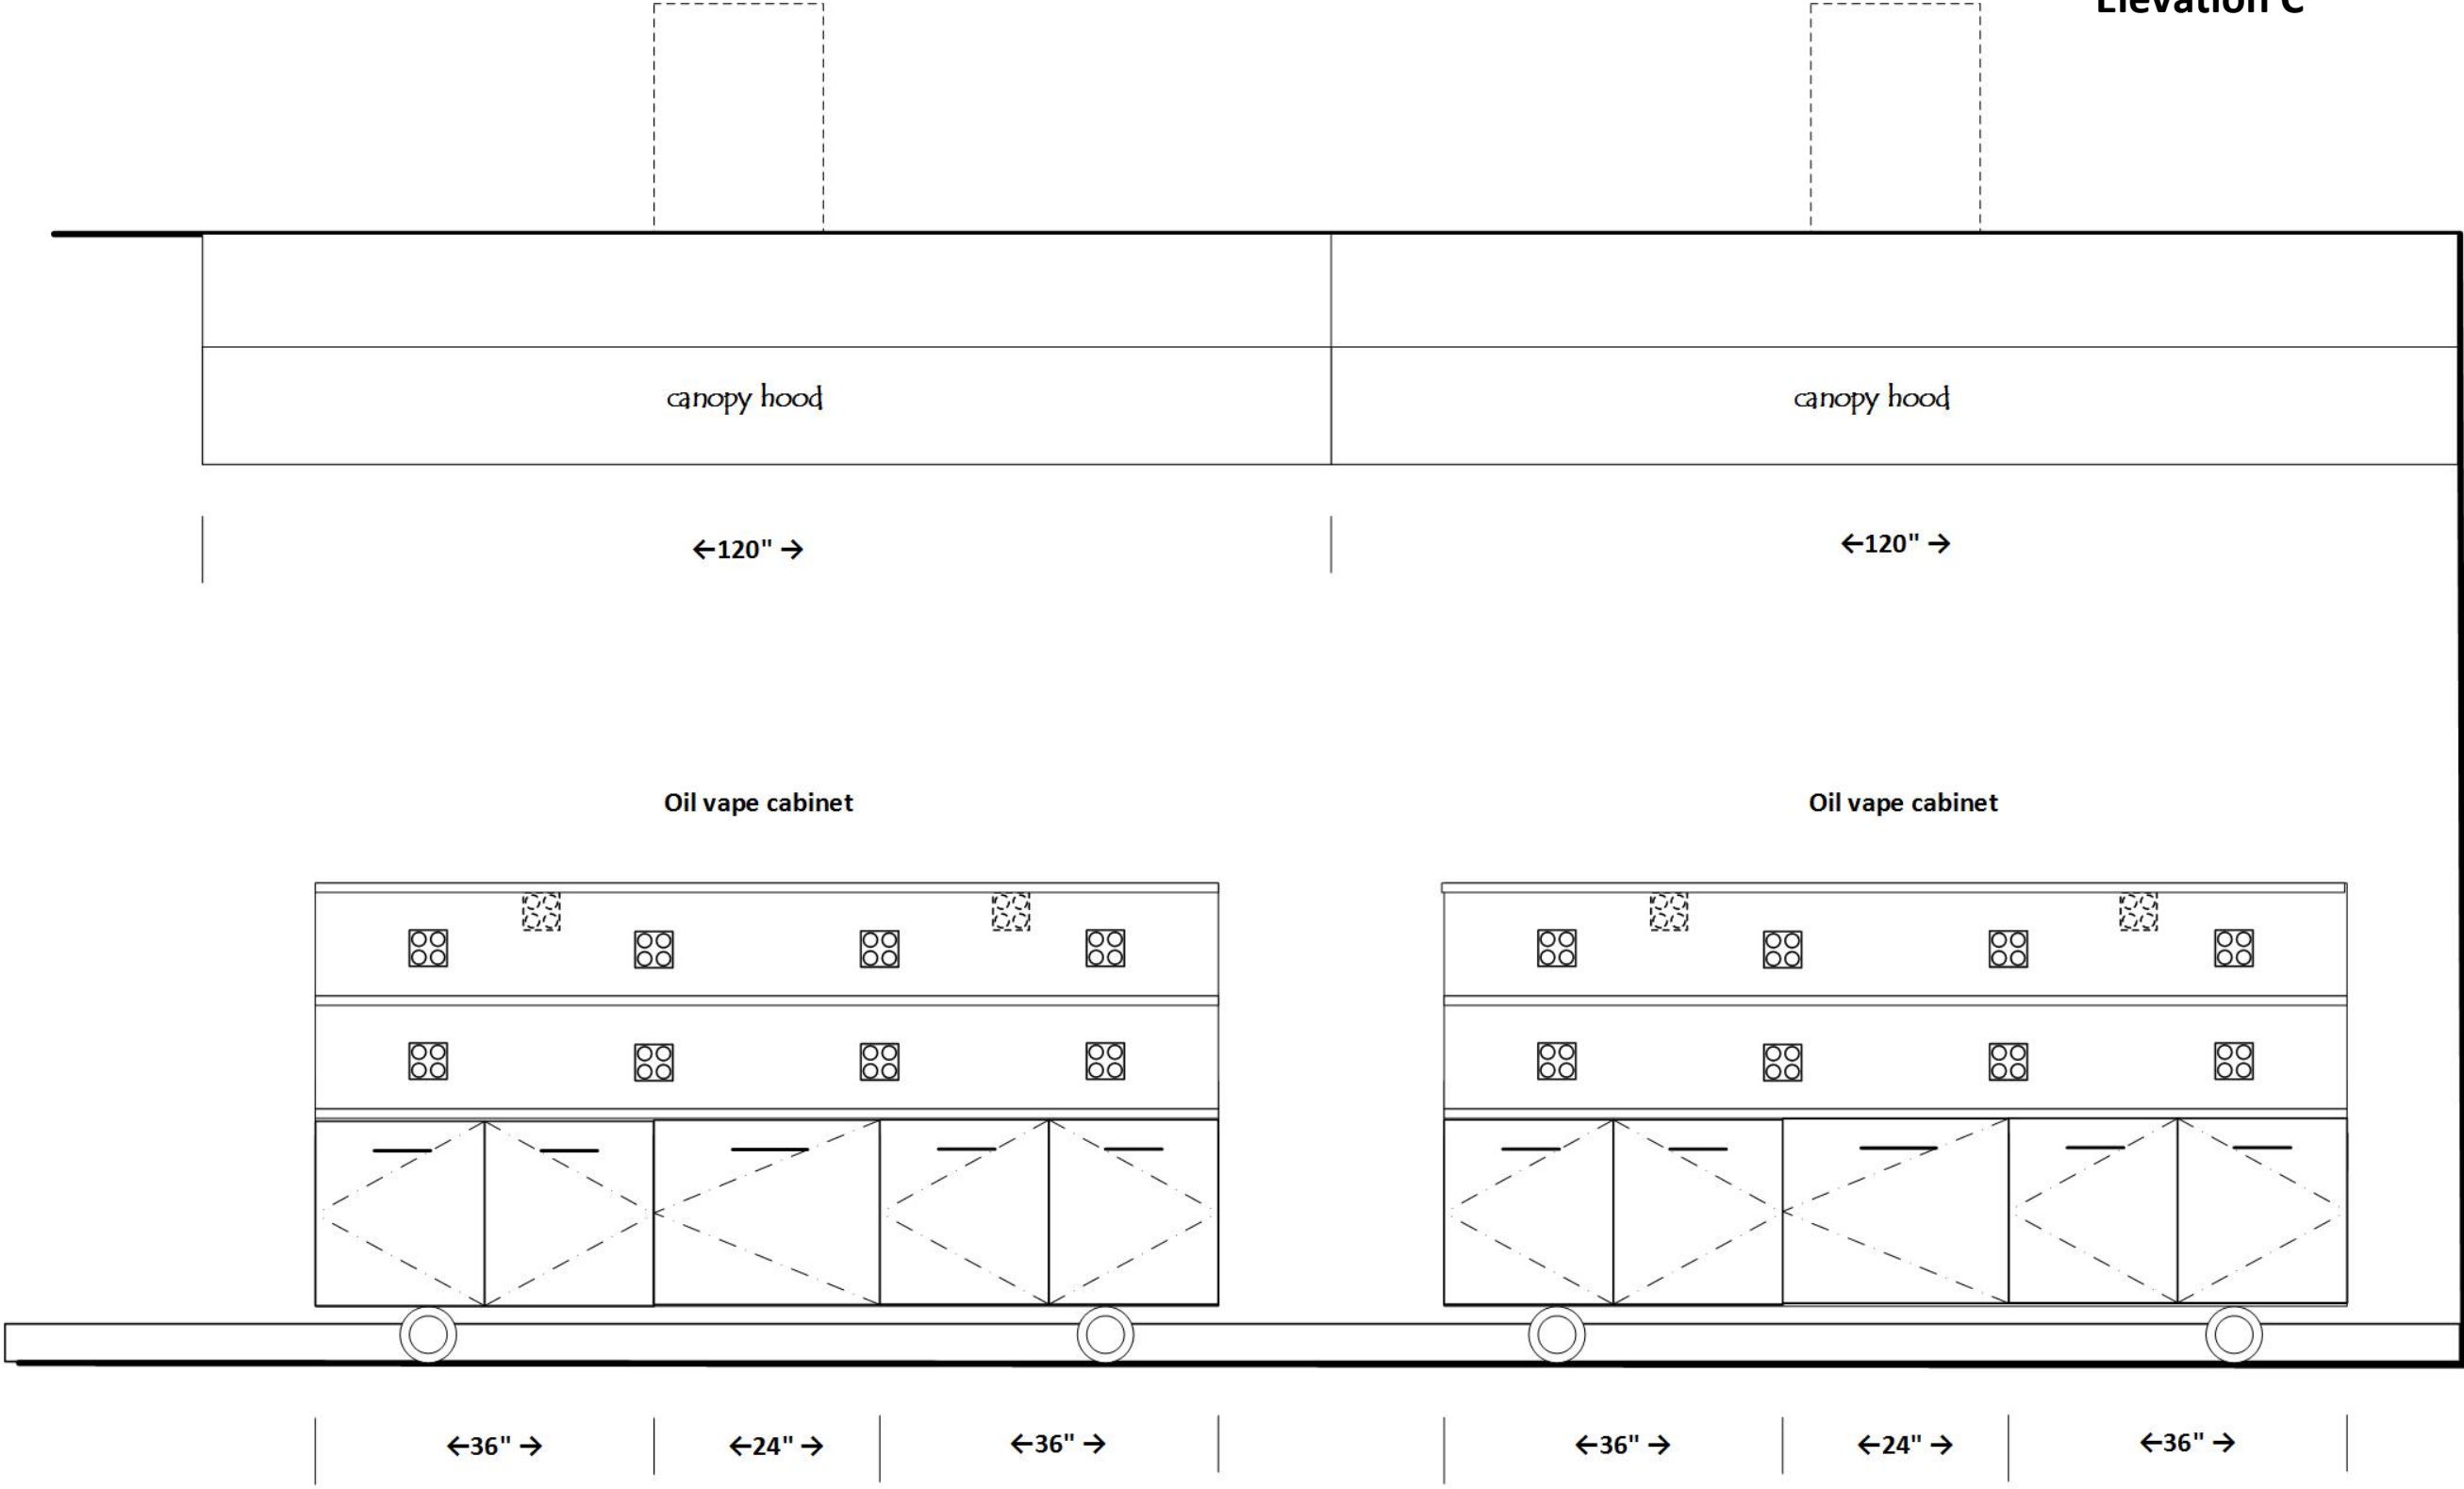 Elevation C
canopy hood canopy hood
←120" → ←120" →
Oil vape cabinet Oil vape cabinet
←36" → ←24" → ←36" → ←36" → ←24" → ←36" →